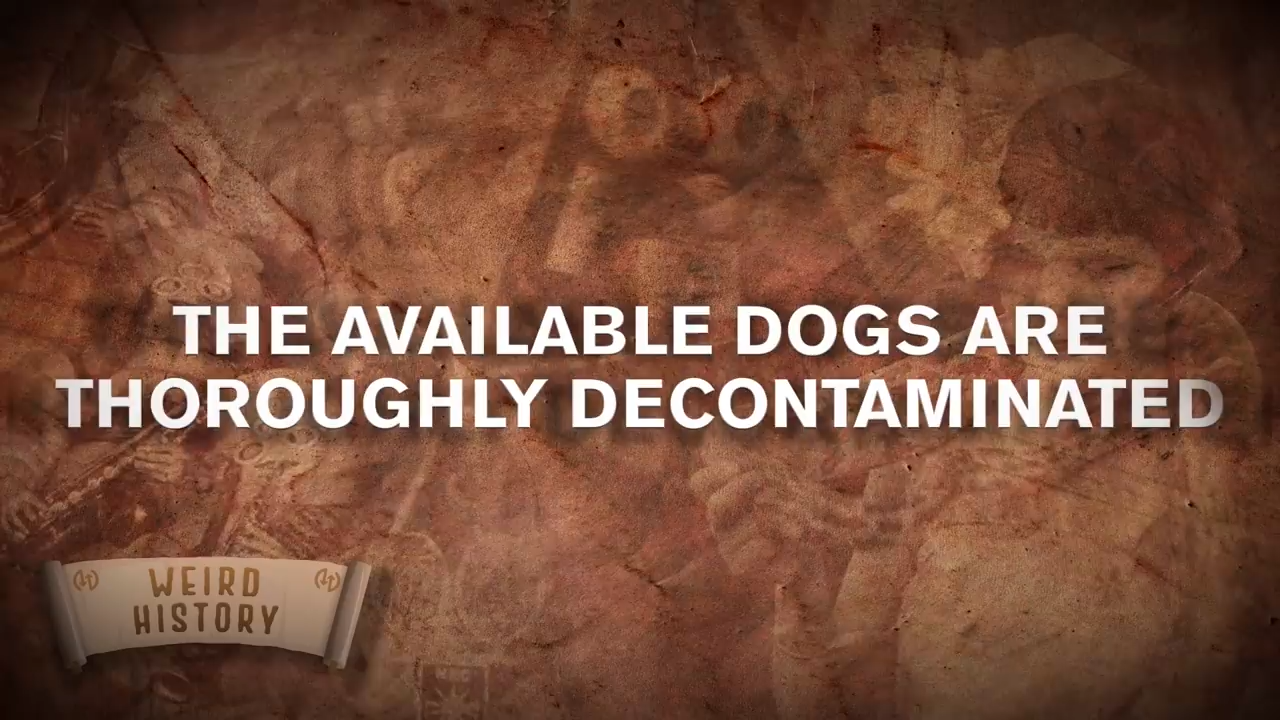 THE AVAILABLE DOGS ARE
THOROUGHLY DECONTAMINATED
WEIRD
HISTORY